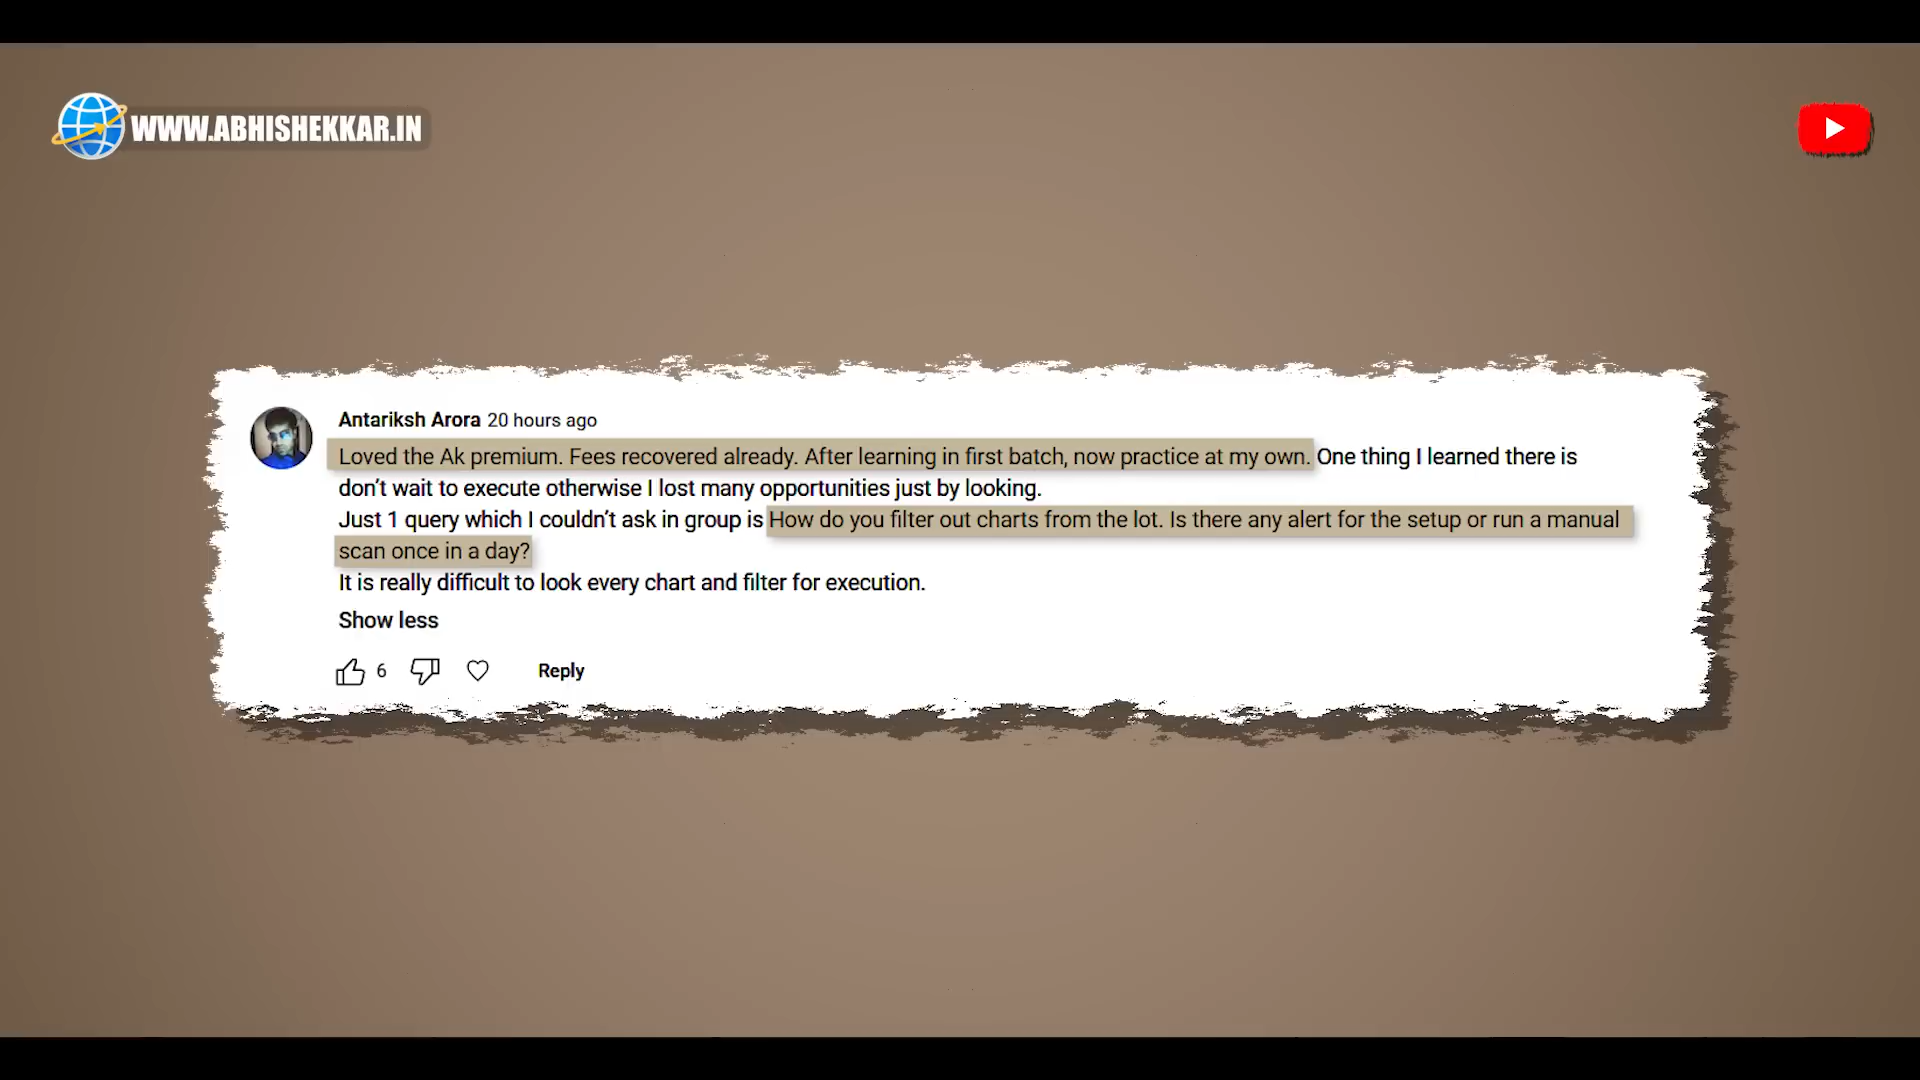 WWW.ABHISHEKKAR.IN
Antariksh Arora 20 hours ago
Loved the Ak premium. Fees recovered already. After learning in first batch, now practice at my own. One thing I learned there is
don’t wait to execute otherwise I lost many opportunities just by looking.
Just 1 query which I couldn’t ask in group is How do you filter out charts from the lot. Is there any alert for the setup or run a manual
scan once in a day?
It is really difficult to look every chart and filter for execution.
Show less
6 Reply